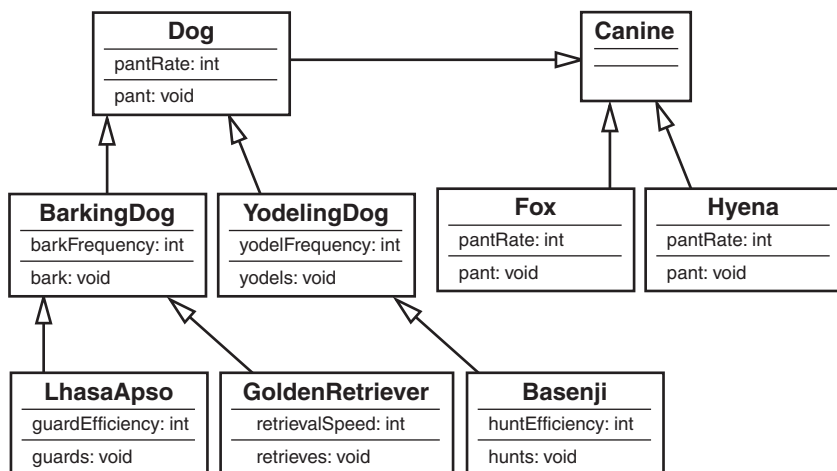 Dog
pantRate: int
pant: void
Canine
BarkingDog
barkFrequency: int
bark: void
YodelingDog
yodelFrequency: int
yodels: void
Fox
pantRate: int
pant: void
Hyena
pantRate: int
pant: void
LhasaApso
guardEfficiency: int
guards: void
GoldenRetriever
retrievalSpeed: int
retrieves: void
Basenji
huntEfficiency: int
hunts: void